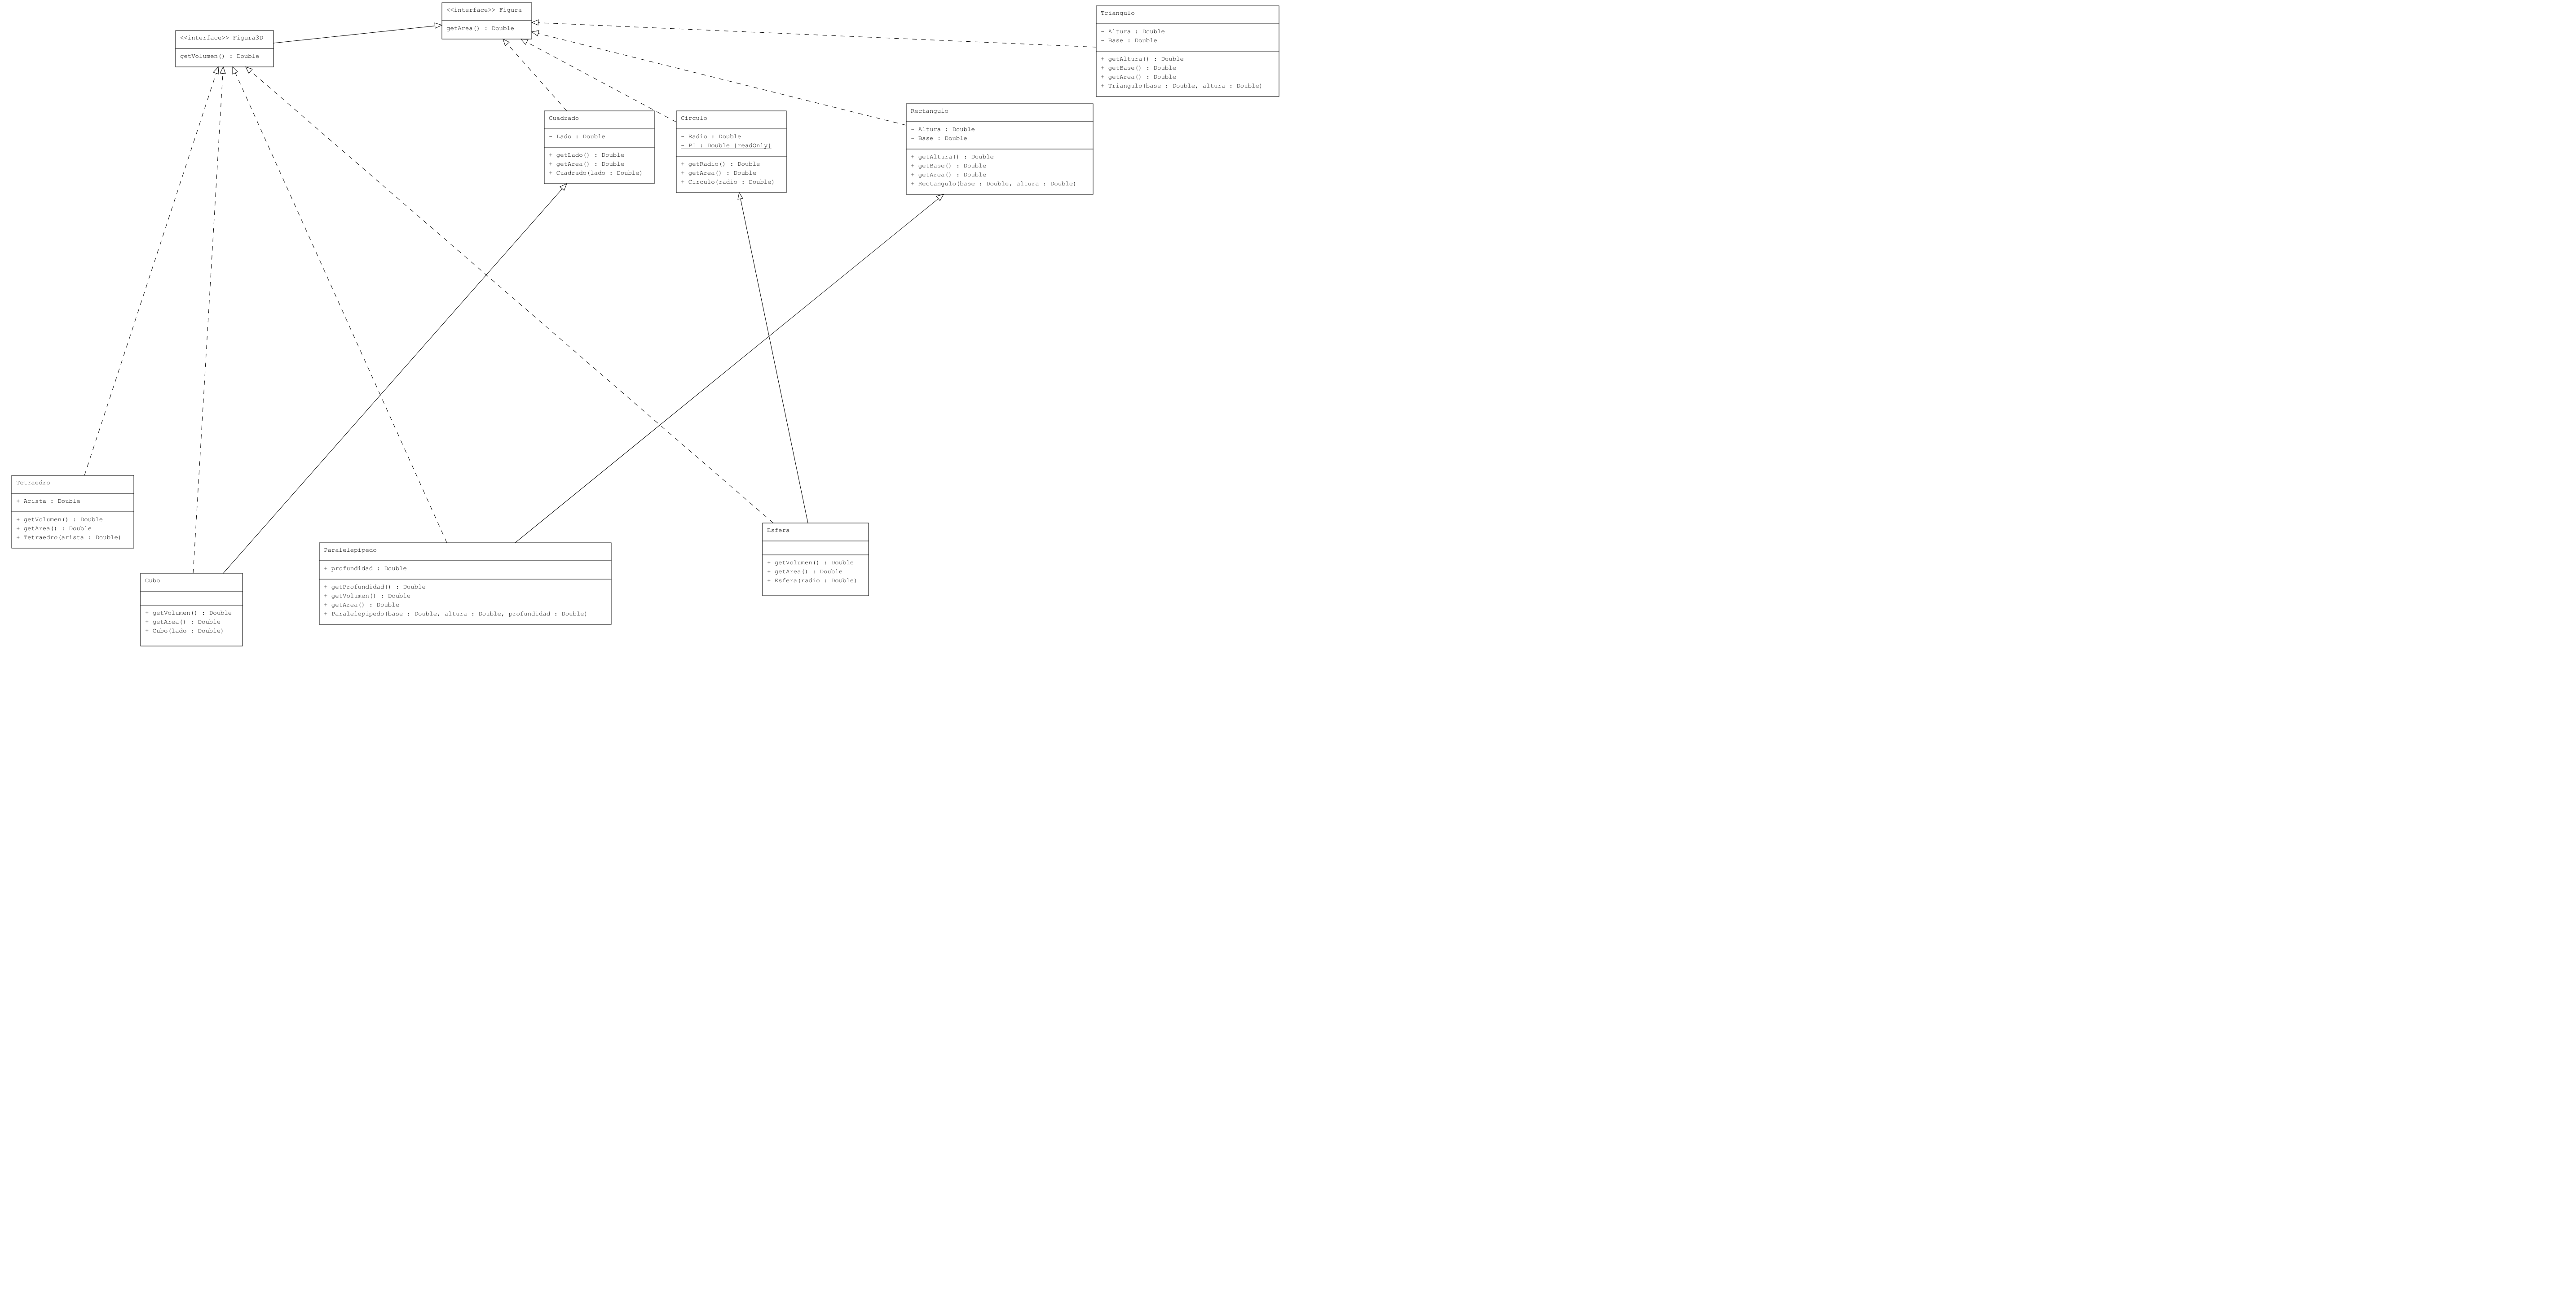 <<interface>> Figura
getArea() : Double
<<interface>> Figura3D
getVolumen() : Double
Triangulo
- Altura : Double
- Base : Double
+ getAltura() : Double
+ getBase() : Double
+ getArea() : Double
+ Triangulo(base : Double, altura : Double)
Cuadrado
- Lado : Double
+ getLado() : Double
+ getArea() : Double
+ Cuadrado(lado : Double)
Circulo
- Radio : Double
- PI : Double {readOnly}
+ getRadio() : Double
+ getArea() : Double
+ Circulo(radio : Double)
Rectangulo
- Altura : Double
- Base : Double
+ getAltura() : Double
+ getBase() : Double
+ getArea() : Double
+ Rectangulo(base : Double, altura : Double)
Tetraedro
+ Arista : Double
+ getVolumen() : Double
+ getArea() : Double
+ Tetraedro(arista : Double)
Cubo
+ getVolumen() : Double
+ getArea() : Double
+ Cubo(lado : Double)
Paralelepipedo
+ profundidad : Double
+ getProfundidad() : Double
+ getVolumen() : Double
+ getArea() : Double
+ Paralelepipedo(base : Double, altura : Double, profundidad : Double)
Esfera
+ getVolumen() : Double
+ getArea() : Double
+ Esfera(radio : Double)